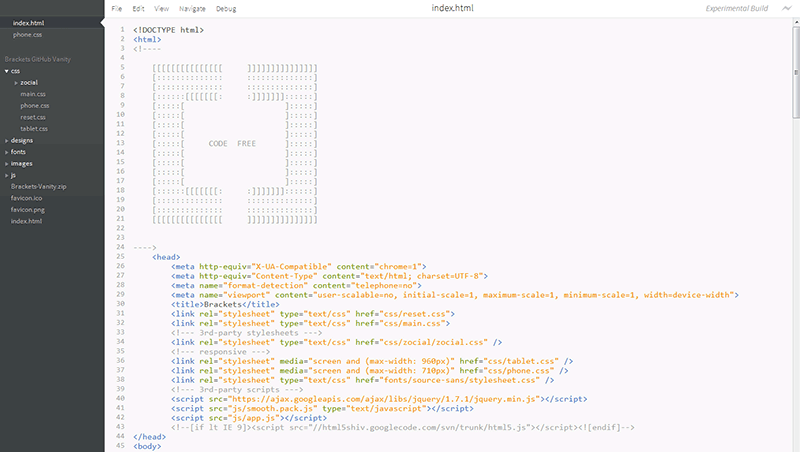 File Edit View Navigate Debug
index.html
Experimental Build
index.html
phone.css
Brackets GitHub Vanity
css
zocial
main.css
phone.css
reset.css
tablet.css
designs
fonts
images
js
Brackets-Vanity.zip
favicon.ico
favicon.png
index.html
1 <!DOCTYPE html>
2 <html>
3 <!----
4
5 [[[[[[[[[[[[[[[ ]]]]]]]]]]]]]]]
6 [:::::::::::::: ::::::::::::::]
7 [:::::::::::::: ::::::::::::::]
8 [::::::[[[[[[[: :]]]]]]]::::::]
9 [:::::[ ]:::::]
10 [:::::[ ]:::::]
11 [:::::[ ]:::::]
12 [:::::[ ]:::::]
13 [:::::[ CODE FREE ]:::::]
14 [:::::[ ]:::::]
15 [:::::[ ]:::::]
16 [:::::[ ]:::::]
17 [:::::[ ]:::::]
18 [::::::[[[[[[[: :]]]]]]]::::::]
19 [:::::::::::::: ::::::::::::::]
20 [:::::::::::::: ::::::::::::::]
21 [[[[[[[[[[[[[[[ ]]]]]]]]]]]]]]]
22
23
24 ---->
25 <head>
26 <meta http-equiv="X-UA-Compatible" content="chrome=1">
27 <meta http-equiv="Content-Type" content="text/html; charset=UTF-8">
28 <meta name="format-detection" content="telephone=no">
29 <meta name="viewport" content="user-scalable=no, initial-scale=1, maximum-scale=1, minimum-scale=1, width=device-width">
30 <title>Brackets</title>
31 <link rel="stylesheet" type="text/css" href="css/reset.css">
32 <link rel="stylesheet" type="text/css" href="css/main.css">
33 <!--- 3rd-party stylesheets --->
34 <link rel="stylesheet" type="text/css" href="css/zocial/zocial.css" />
35 <!--- responsive --->
36 <link rel="stylesheet" media="screen and (max-width: 960px)" href="css/tablet.css" />
37 <link rel="stylesheet" media="screen and (max-width: 710px)" href="css/phone.css" />
38 <link rel="stylesheet" type="text/css" href="fonts/source-sans/stylesheet.css" />
39 <!--- 3rd-party scripts --->
40 <script src="https://ajax.googleapis.com/ajax/libs/jquery/1.7.1/jquery.min.js"></script>
41 <script src="js/smooth.pack.js" type="text/javascript"></script>
42 <script src="js/app.js"></script>
43 <!--[if lt IE 9]><script src="//html5shiv.googlecode.com/svn/trunk/html5.js"></script><![endif]-->
44 </head>
45 <body>